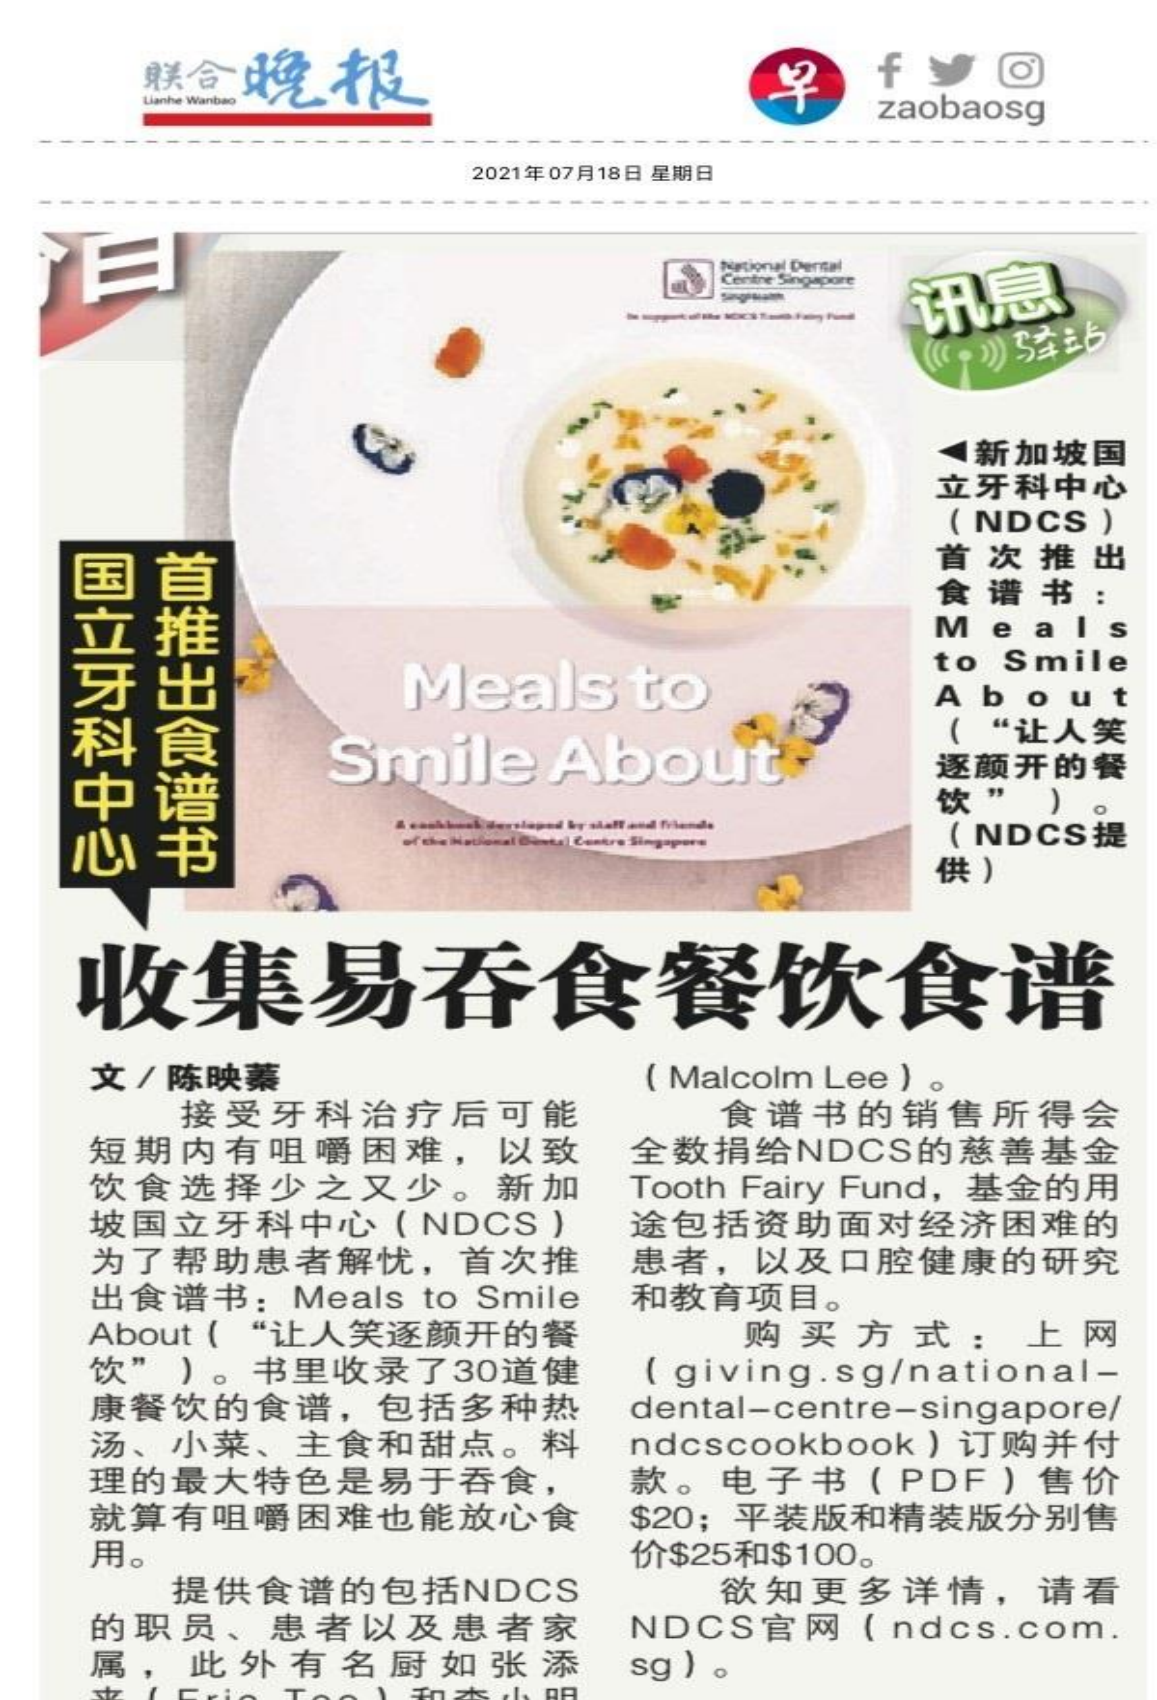 联合晚报
Lianhe Wanbao
早
zaobaosg
2021年07月18日 星期日
National Dental
Centre Singapore
SingHealth
In support of the NDCS Tooth Fairy Fund
讯息
驿站
◀新加坡国
立牙科中心
（NDCS）
首次推出
食谱书：
Meals
to Smile
About
（“让人笑
逐颜开的餐
饮”）。
（NDCS提
供）
国立牙科中心
首推出食谱书
Meals to
Smile About
A cookbook developed by staff and friends
of the National Dental Centre Singapore
收集易吞食餐饮食谱
文／陈映蓁
接受牙科治疗后可能
短期内有咀嚼困难，以致
饮食选择少之又少。新加
坡国立牙科中心（NDCS）
为了帮助患者解忧，首次推
出食谱书：Meals to Smile
About（“让人笑逐颜开的餐
饮”）。书里收录了30道健
康餐饮的食谱，包括多种热
汤、小菜、主食和甜点。料
理的最大特色是易于吞食，
就算有咀嚼困难也能放心食
用。
提供食谱的包括NDCS
的职员、患者以及患者家
属，此外有名厨如张添
来（Eric Teo）和李小明
（Malcolm Lee）。
食谱书的销售所得会
全数捐给NDCS的慈善基金
Tooth Fairy Fund，基金的用
途包括资助面对经济困难的
患者，以及口腔健康的研究
和教育项目。
购买方式：上网
（giving.sg/national-
dental-centre-singapore/
ndcscookbook）订购并付
款。电子书（PDF）售价
$20；平装版和精装版分别售
价$25和$100。
欲知更多详情，请看
NDCS官网（ndcs.com.
sg）。